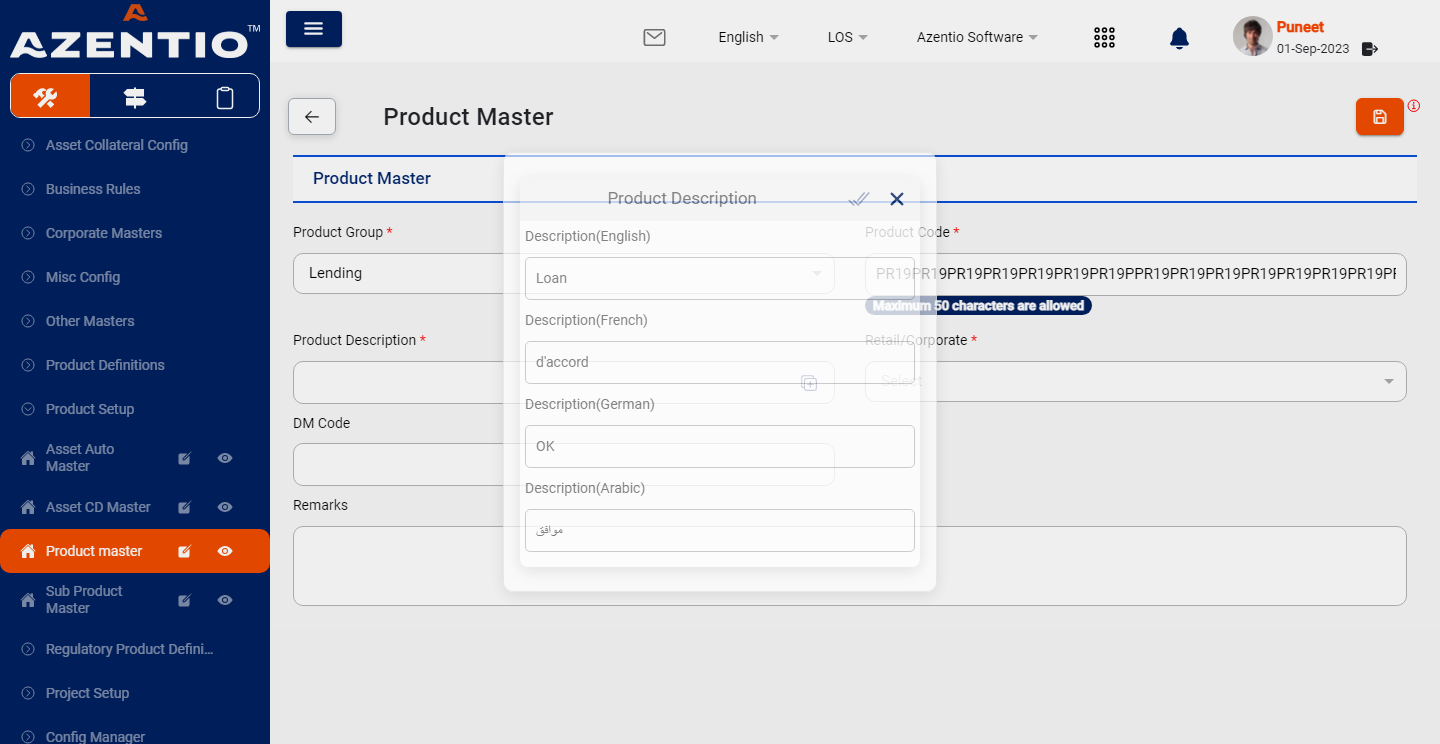 AZENTIO™
English
LOS
Azentio Software
Puneet
01-Sep-2023
Asset Collateral Config
Business Rules
Corporate Masters
Misc Config
Other Masters
Product Definitions
Product Setup
Asset Auto
Master
Asset CD Master
Product master
Sub Product
Master
Regulatory Product Defini...
Project Setup
Config Manager
Product Master
Product Master
Product Group *
Lending
Product Code *
PR19PR19PR19PR19PR19PR19PR19PPR19PR19PR19PR19PR19PR19PR19PF
Maximum 50 characters are allowed
Product Description *
Retail/Corporate *
Select
DM Code
Remarks
Product Description
Description(English)
Loan
Description(French)
d'accord
Description(German)
OK
Description(Arabic)
موافق